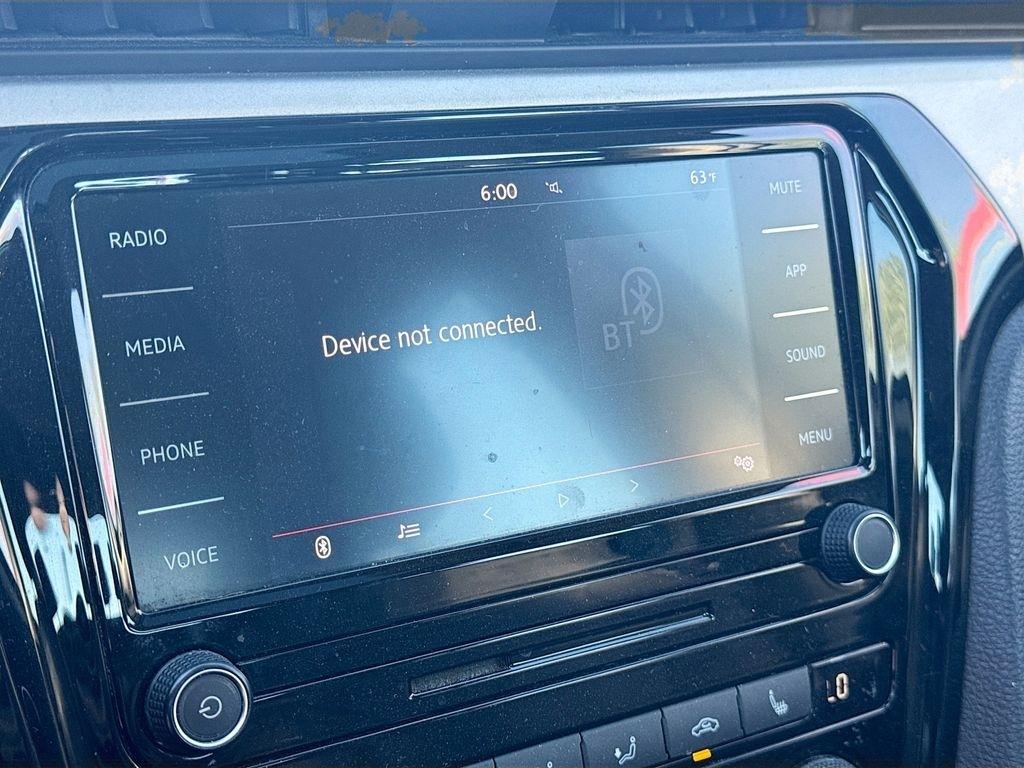 6:00
63°F
RADIO
MEDIA
PHONE
VOICE
Device not connected.
BT
MUTE
APP
SOUND
MENU